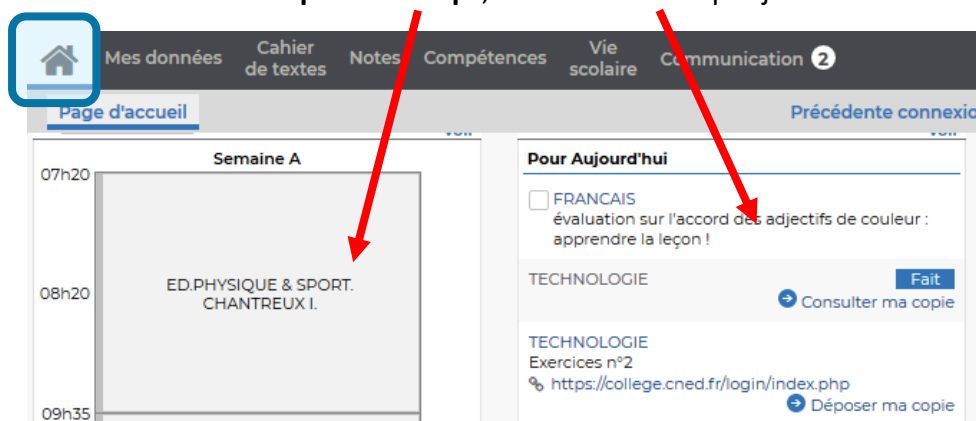 Mes données
Cahier
de textes
Notes
Compétences
Vie
scolaire
Communication 2
Page d'accueil
Précédente connexio
Semaine A
07h20
ED.PHYSIQUE & SPORT.
CHANTREUX I.
08h20
09h35
Pour Aujourd'hui
FRANCAIS
évaluation sur l'accord des adjectifs de couleur :
apprendre la leçon !
TECHNOLOGIE
Fait
Consulter ma copie
TECHNOLOGIE
Exercices n°2
https://college.cned.fr/login/index.php
Déposer ma copie